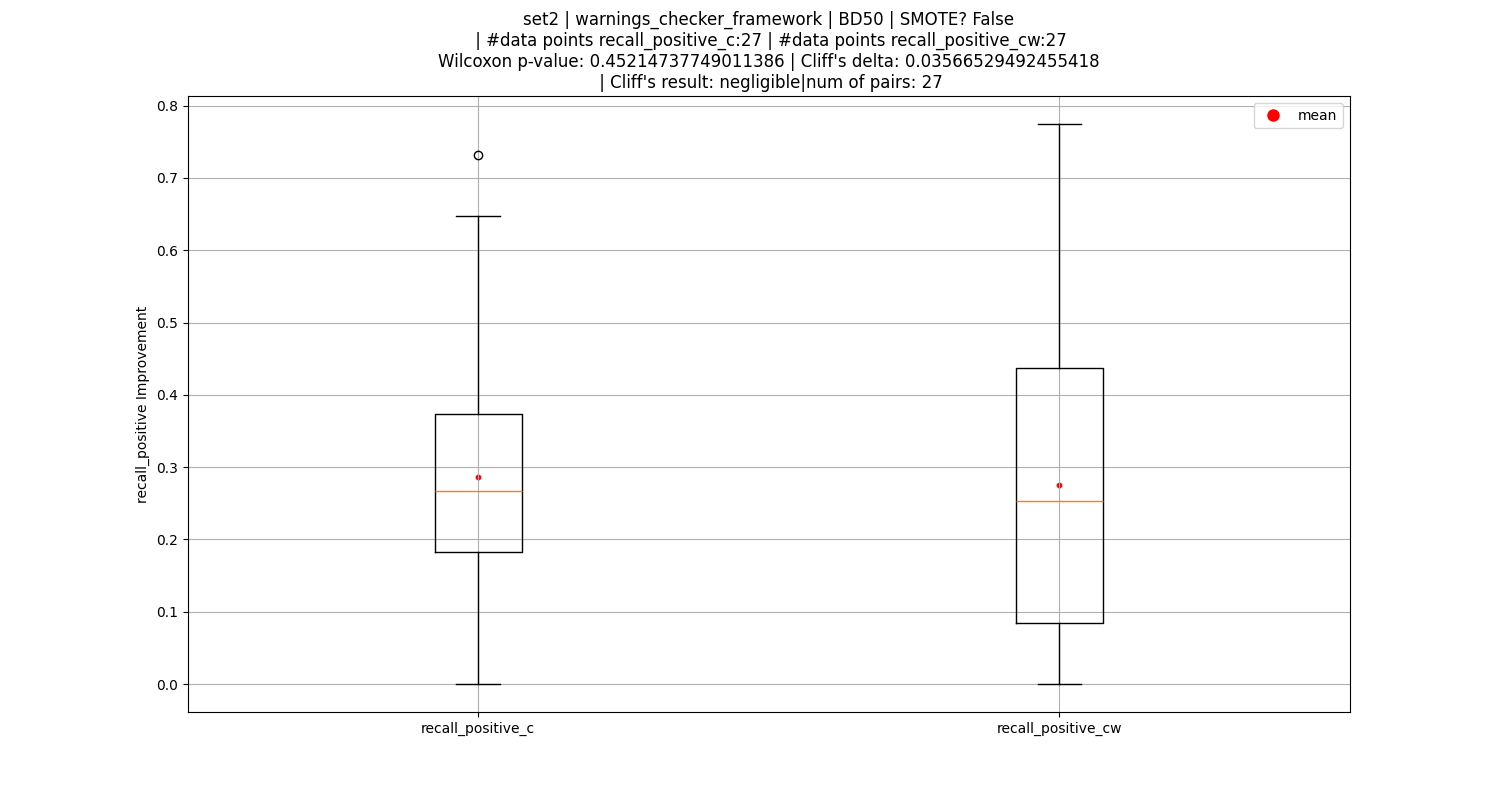 set2 | warnings_checker_framework | BD50 | SMOTE? False
| #data points recall_positive_c:27 | #data points recall_positive_cw:27
Wilcoxon p-value: 0.45214737749011386 | Cliff's delta: 0.03566529492455418
| Cliff's result: negligible|num of pairs: 27
mean
0.8
0.7
0.6
0.5
0.4
0.3
0.2
0.1
0.0
recall_positive Improvement
recall_positive_c
recall_positive_cw